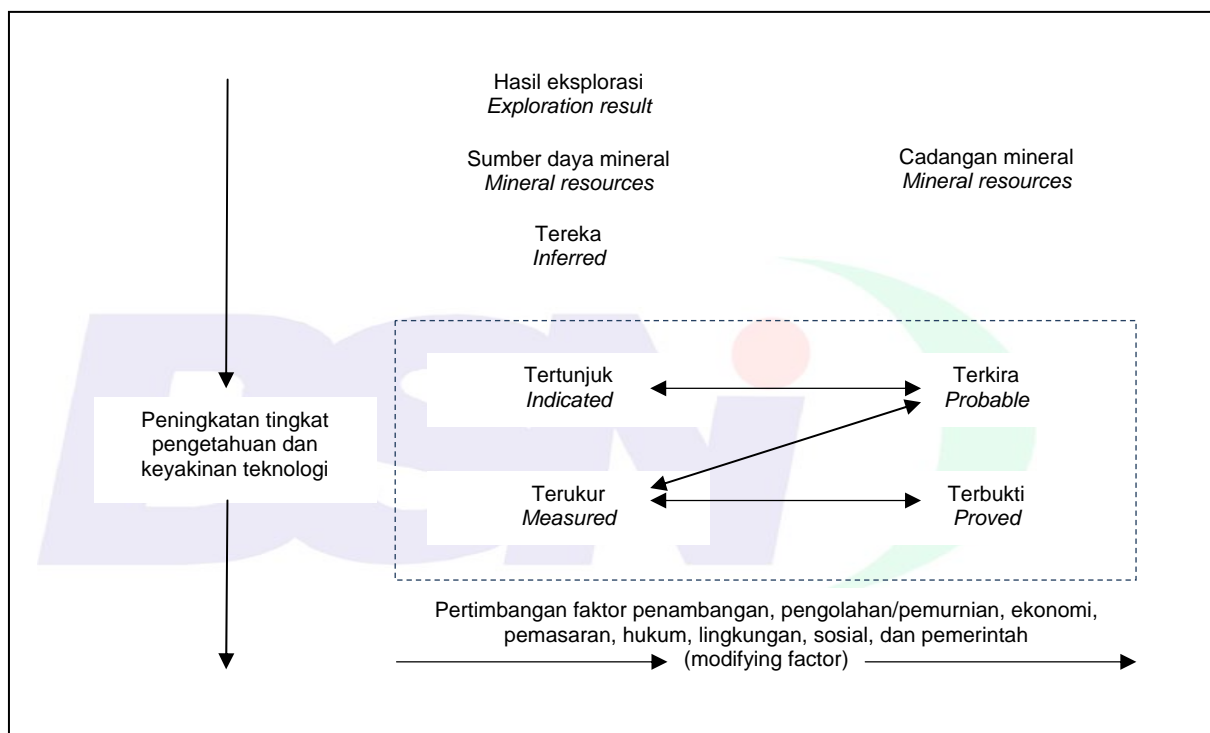 Hasil eksplorasi
Exploration result
Sumber daya mineral
Mineral resources
Cadangan mineral
Mineral resources
Tereka
Inferred
Tertunjuk
Indicated
Terkira
Probable
Peningkatan tingkat
pengetahuan dan
keyakinan teknologi
Terukur
Measured
Terbukti
Proved
Pertimbangan faktor penambangan, pengolahan/pemurnian, ekonomi,
pemasaran, hukum, lingkungan, sosial, dan pemerintah
(modifying factor)
BSNi